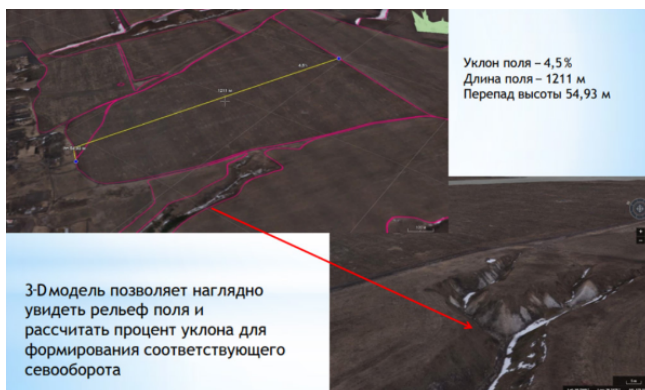 Уклон поля – 4,5%
Длина поля – 1211 м
Перепад высоты 54,93 м
1211 м
3-D модель позволяет наглядно
увидеть рельеф поля и
рассчитать процент уклона для
формирования соответствующего
севооборота